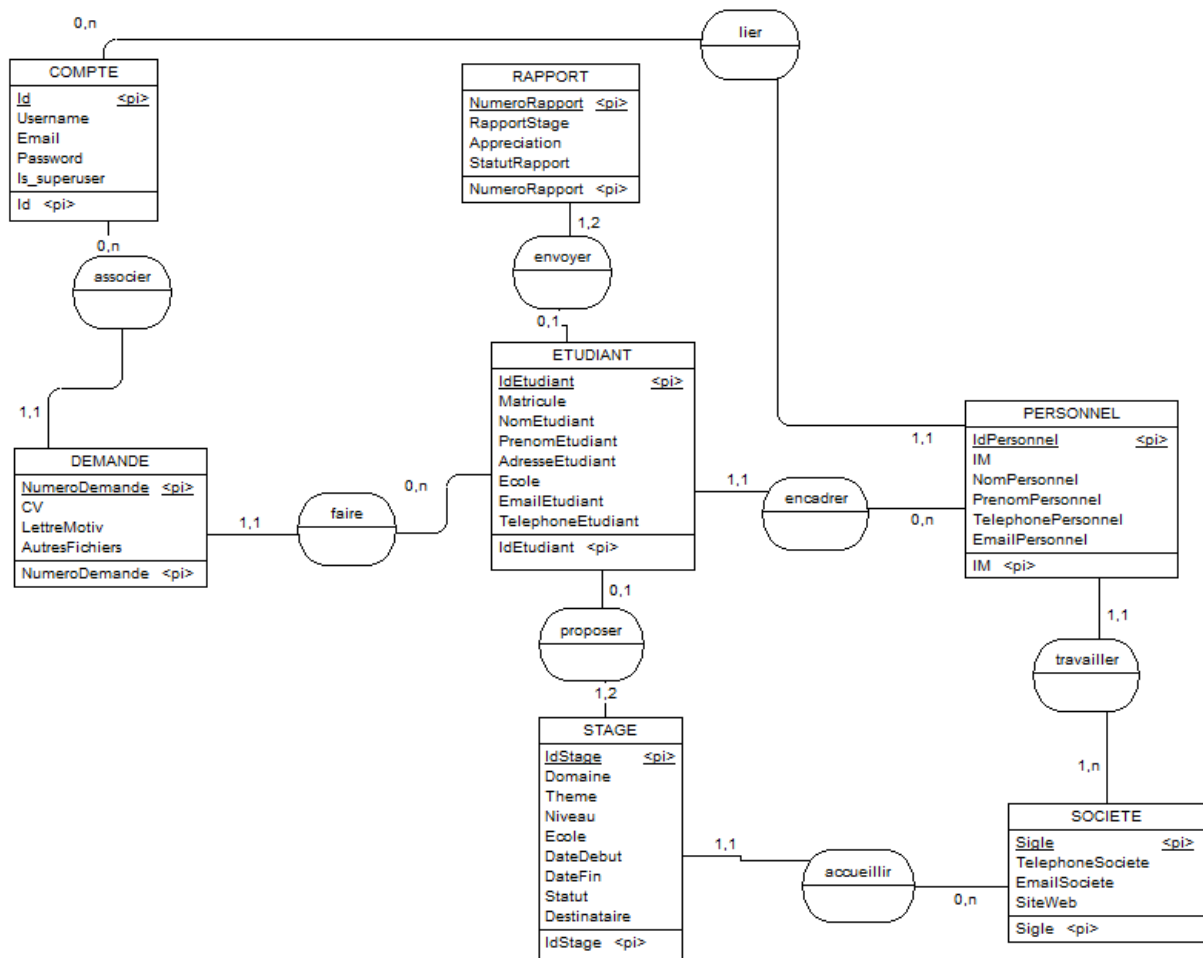 0,n
lier
COMPTE
Id <pi>
Username
Email
Password
Is_superuser
Id <pi>
RAPPORT
NumeroRapport <pi>
RapportStage
Appreciation
StatutRapport
NumeroRapport <pi>
0,n
associer
1,2
envoyer
0,1
1,1
ETUDIANT
IdEtudiant <pi>
Matricule
NomEtudiant
PrenomEtudiant
AdresseEtudiant
Ecole
EmailEtudiant
TelephoneEtudiant
IdEtudiant <pi>
DEMANDE
NumeroDemande <pi>
CV
LettreMotiv
AutresFichiers
NumeroDemande <pi>
1,1
faire
0,n
1,1
encadrer
0,n
1,1
PERSONNEL
IdPersonnel <pi>
IM
NomPersonnel
PrenomPersonnel
TelephonePersonnel
EmailPersonnel
IM <pi>
0,1
proposer
1,2
1,1
travailler
1,n
STAGE
IdStage <pi>
Domaine
Theme
Niveau
Ecole
DateDebut
DateFin
Statut
Destinataire
IdStage <pi>
1,1
accueillir
0,n
SOCIETE
Sigle <pi>
TelephoneSociete
EmailSociete
SiteWeb
Sigle <pi>